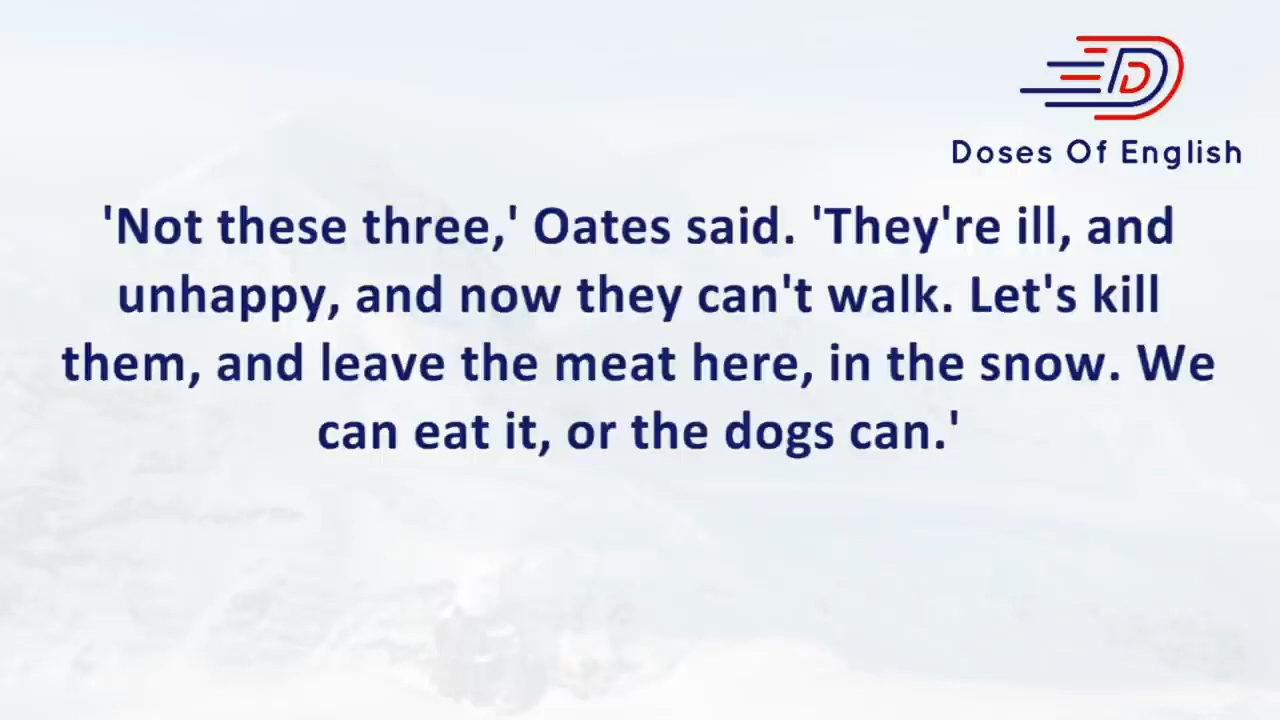 Doses Of English
'Not these three,' Oates said. 'They're ill, and
unhappy, and now they can't walk. Let's kill
them, and leave the meat here, in the snow. We
can eat it, or the dogs can.'